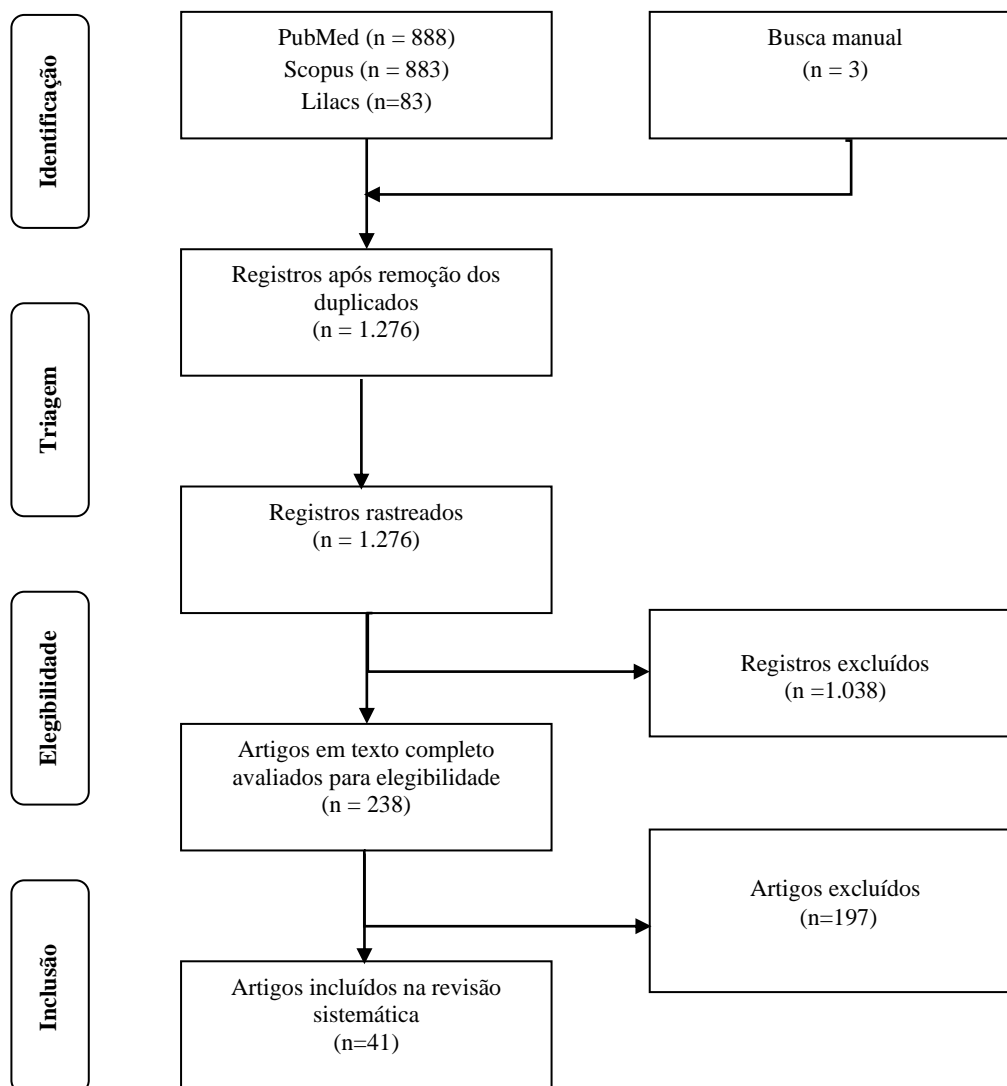 Identificação
PubMed (n = 888)
Scopus (n = 883)
Lilacs (n=83)
Busca manual
(n = 3)
Triagem
Registros após remoção dos
duplicados
(n = 1.276)
Registros rastreados
(n = 1.276)
Elegibilidade
Registros excluídos
(n =1.038)
Artigos em texto completo
avaliados para elegibilidade
(n = 238)
Inclusão
Artigos excluídos
(n=197)
Artigos incluídos na revisão
sistemática
(n=41)